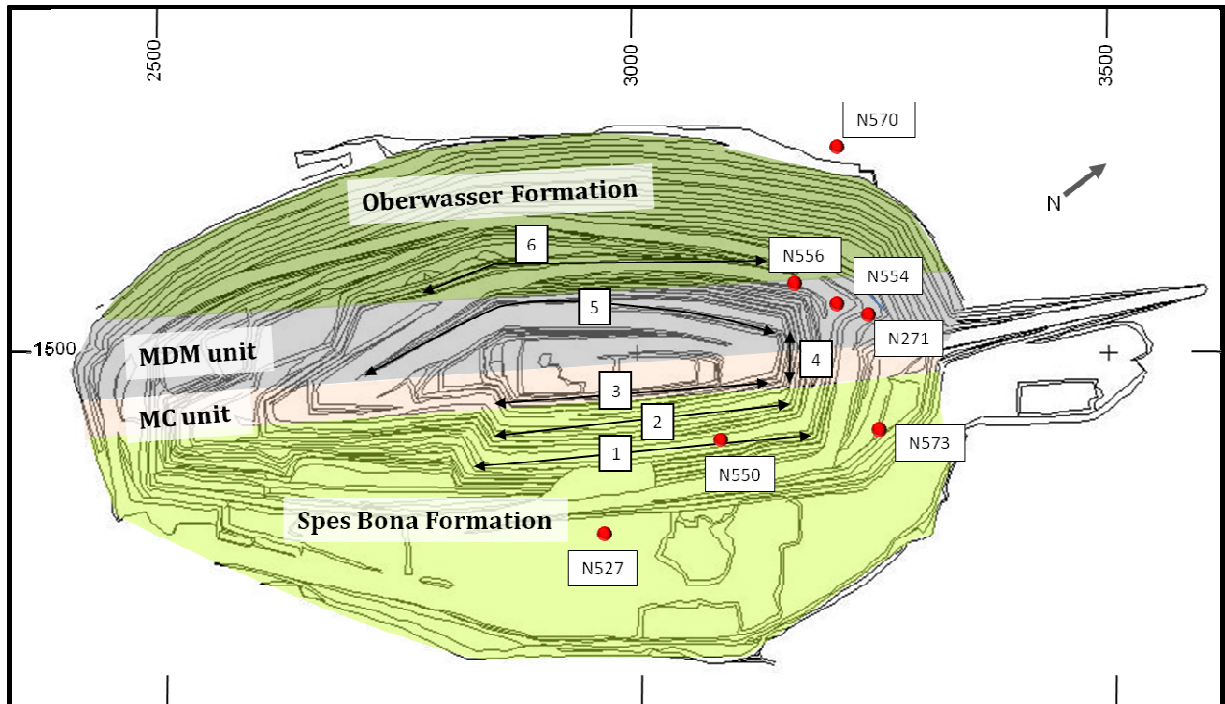 2500
3000
3500
N570
Oberwasser Formation
N
6
N556
N554
5
N271
1500
MDM unit
4
3
MC unit
2
1
N573
N550
Spes Bona Formation
N527